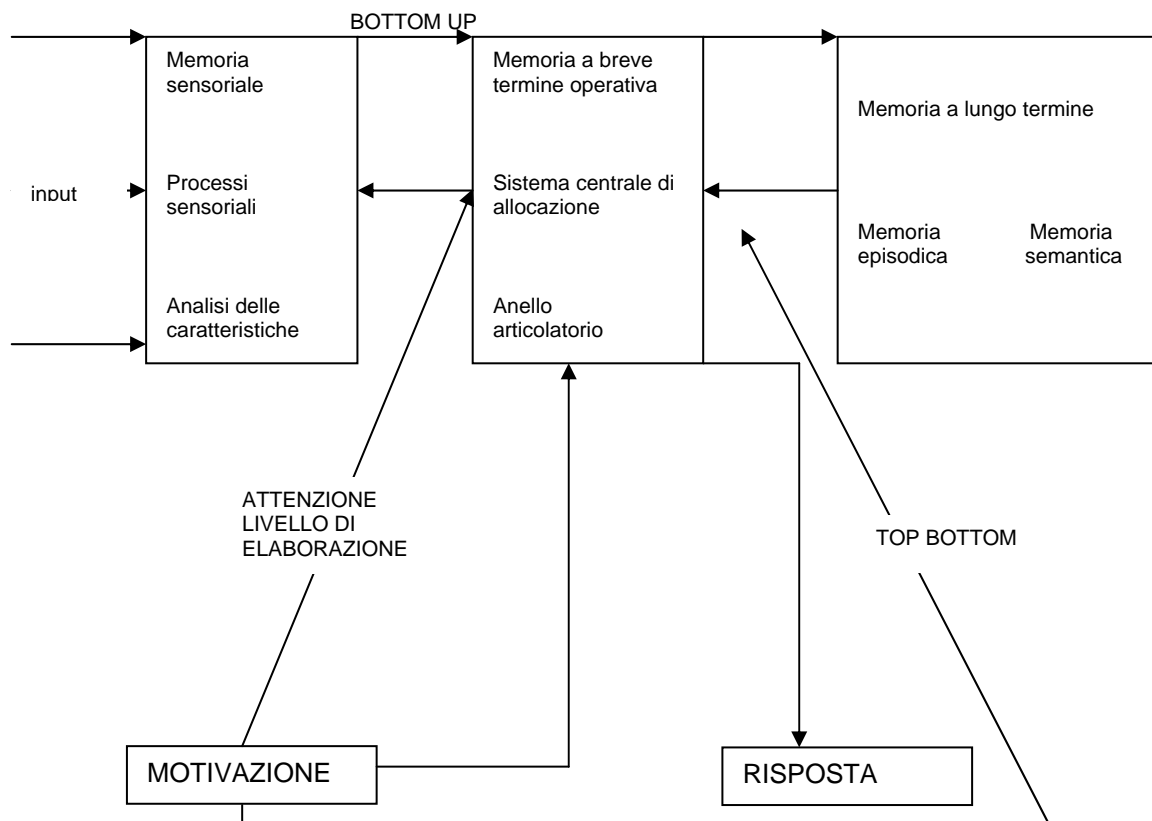 BOTTOM UP
input
Memoria
sensoriale
Processi
sensoriali
Analisi delle
caratteristiche
Memoria a breve
termine operativa
Sistema centrale di
allocazione
Anello
articolatorio
Memoria a lungo termine
Memoria
episodica
Memoria
semantica
ATTENZIONE
LIVELLO DI
ELABORAZIONE
TOP BOTTOM
MOTIVAZIONE
RISPOSTA